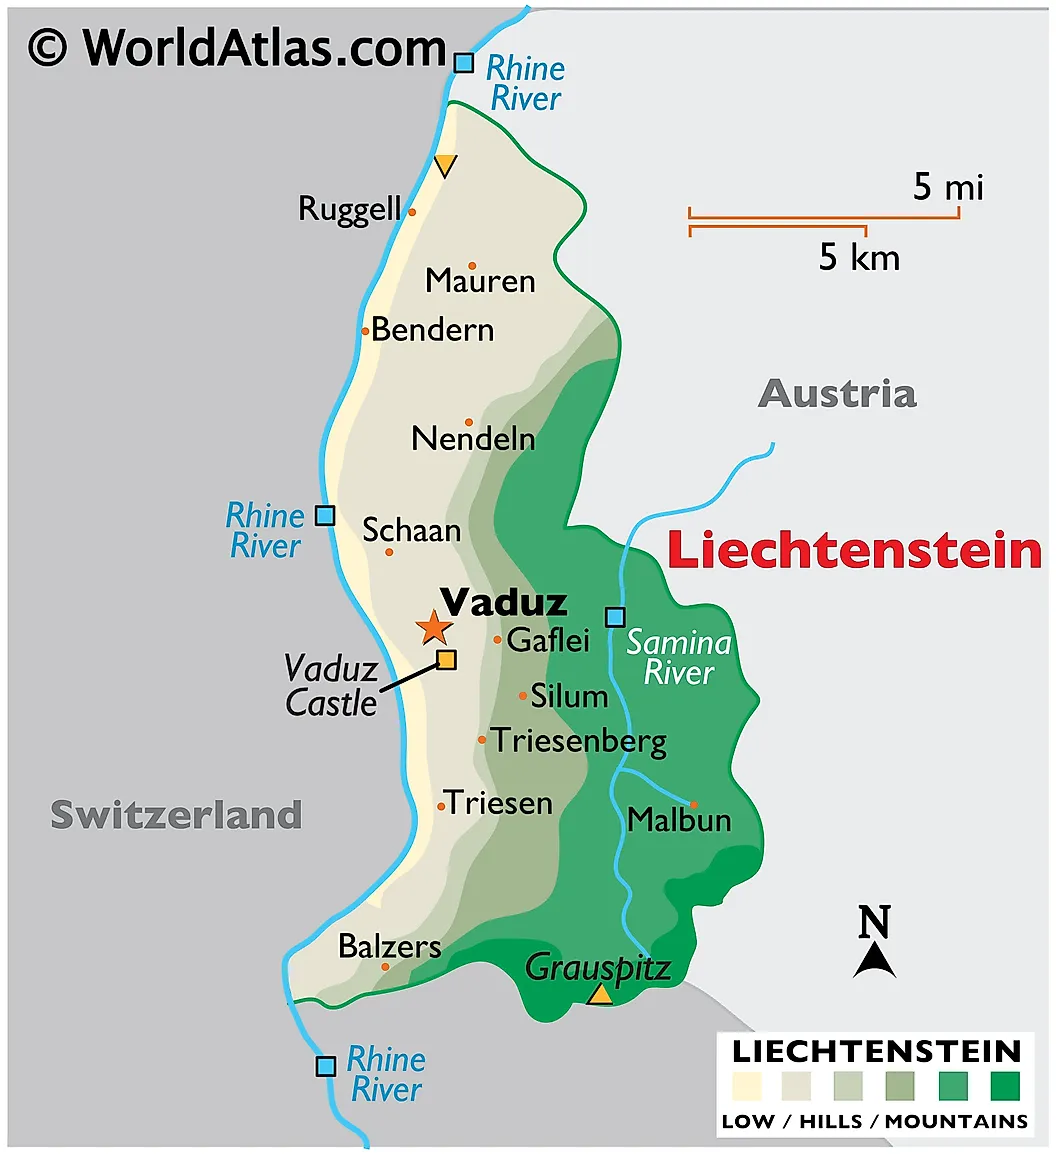 © WorldAtlas.com
Rhine
River
5 mi
5 km
Ruggell
Mauren
Bendern
Austria
Nendeln
Rhine
River
Schaan
Liechtenstein
Vaduz
Gaflei
Samina
River
Vaduz
Castle
Silum
Triesenberg
Triesen
Switzerland
Malbun
N
Balzers
Grauspitz
Rhine
River
LIECHTENSTEIN
LOW / HILLS / MOUNTAINS